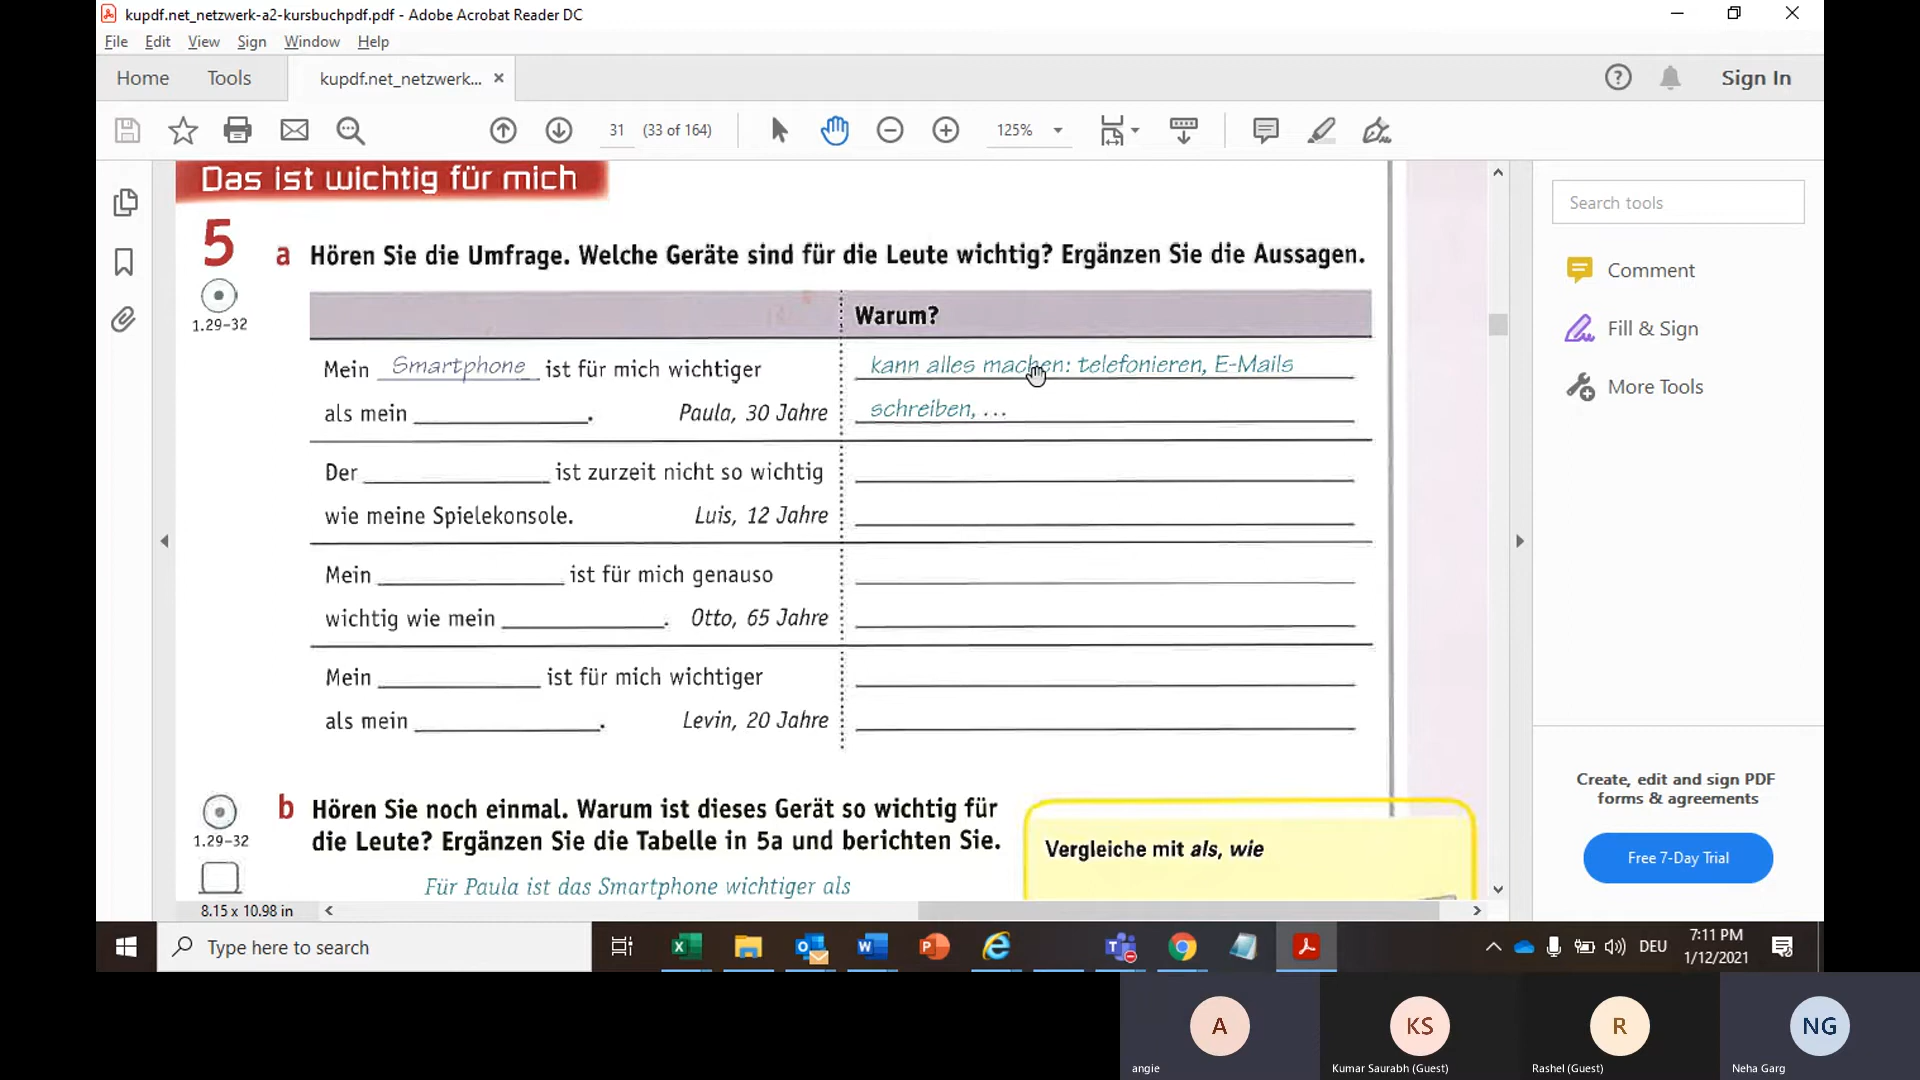 kupdf.net_netzwerk-a2-kursbuchpdf.pdf - Adobe Acrobat Reader DC
File Edit View Sign Window Help
Home Tools kupdf.net_netzwerk... × Sign In
31 (33 of 164) 125%
Das ist wichtig für mich
5 a Hören Sie die Umfrage. Welche Geräte sind für die Leute wichtig? Ergänzen Sie die Aussagen.
1.29-32
Warum?
Mein Smartphone ist für mich wichtiger
als mein ____________. Paula, 30 Jahre
kann alles machen: telefonieren, E-Mails
schreiben, ...
Der ____________ ist zurzeit nicht so wichtig
wie meine Spielekonsole. Luis, 12 Jahre
Mein ____________ ist für mich genauso
wichtig wie mein ____________. Otto, 65 Jahre
Mein ____________ ist für mich wichtiger
als mein ____________. Levin, 20 Jahre
b Hören Sie noch einmal. Warum ist dieses Gerät so wichtig für
die Leute? Ergänzen Sie die Tabelle in 5a und berichten Sie.
1.29-32
Für Paula ist das Smartphone wichtiger als
Vergleiche mit als, wie
8.15 x 10.98 in
Search tools
Comment
Fill & Sign
More Tools
Create, edit and sign PDF
forms & agreements
Free 7-Day Trial
Type here to search
DEU
7:11 PM
1/12/2021
A
angie
KS
Kumar Saurabh (Guest)
R
Rashel (Guest)
NG
Neha Garg